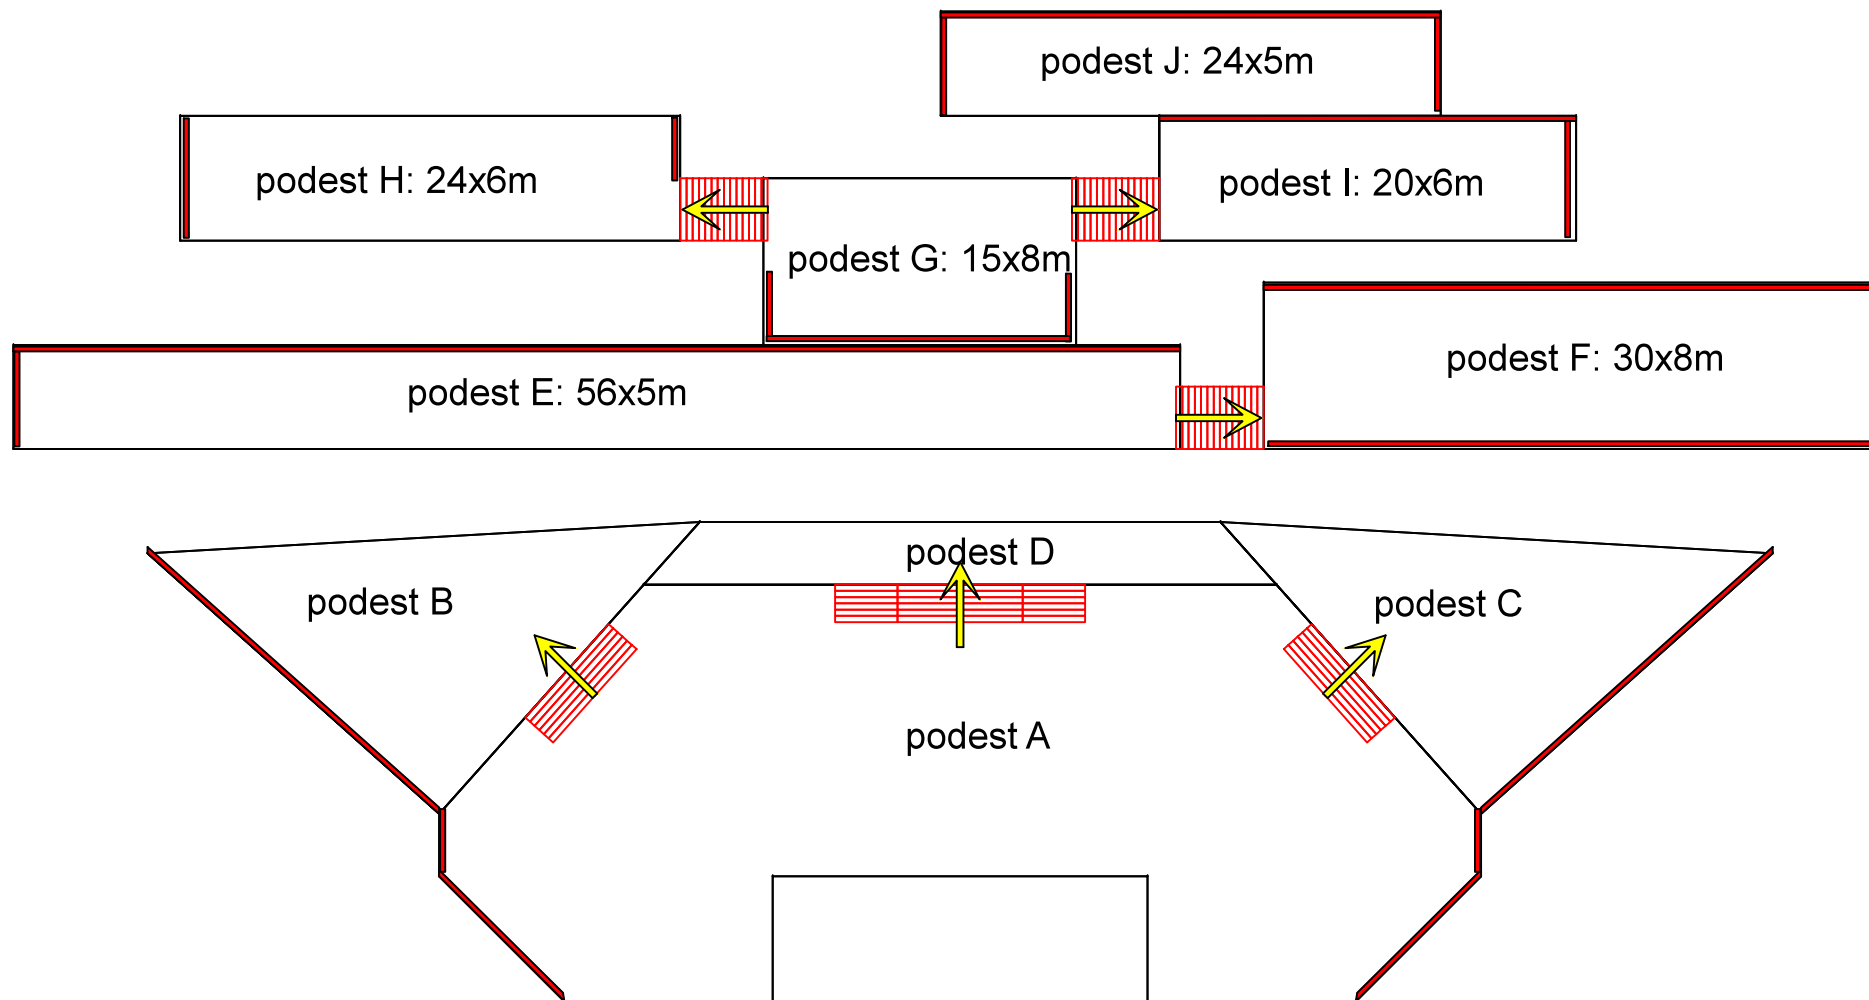 podest J: 24x5m
podest H: 24x6m
podest I: 20x6m
podest G: 15x8m
podest F: 30x8m
podest E: 56x5m
podest D
podest B
podest C
podest A